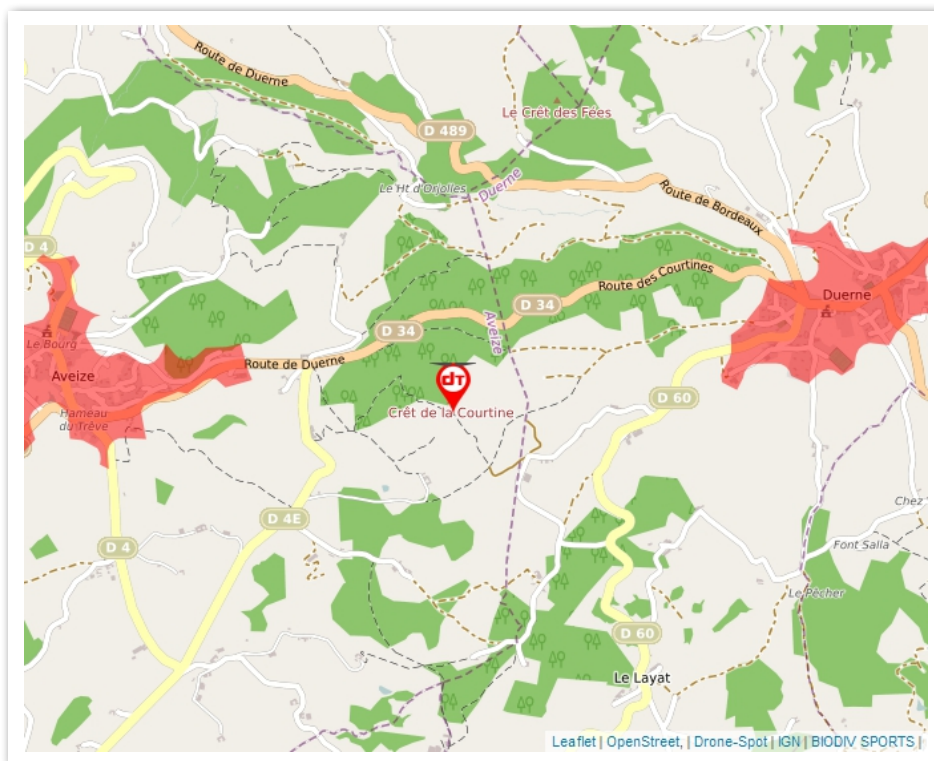 Route de Duerne
Le Crêt des Fées
D 489
Le Ht d'Orjolles
Duerne
Route de Bordeaux
D 4
Route des Courtines
Duerne
D 34
D 34
Aveize
Le Bourg
Route de Duerne
Aveize
dT
D 60
Crêt de la Courtine
Hameau
du Trêve
Chez
D 4E
D 4
Font Salla
Le Pêcher
D 60
Le Layat
Leaflet | OpenStreet, | Drone-Spot | IGN | BIODIV SPORTS |